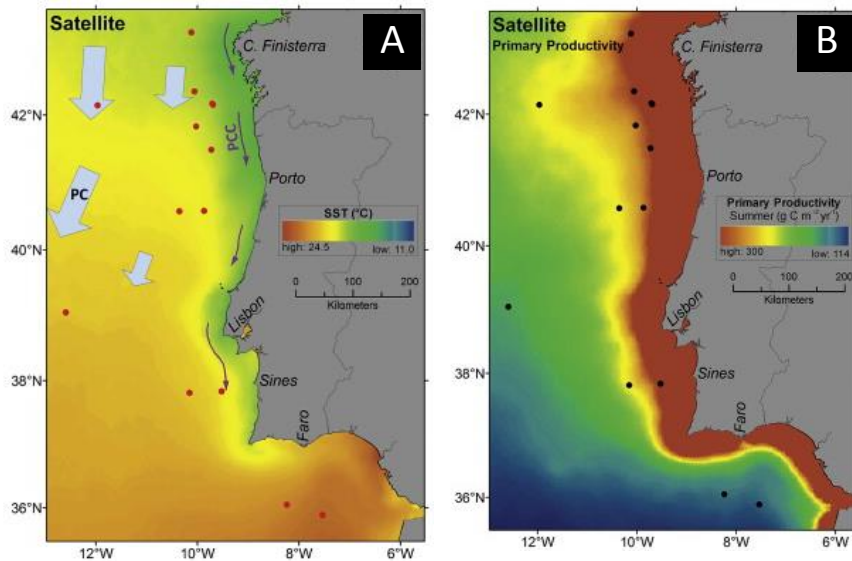 Satellite
A
C. Finisterra
42°N
PCC
Porto
PC
SST (°C)
high: 24.5 low: 11.0
40°N
0 100 200
Kilometers
Lisbon
38°N
Sines
Faro
36°N
12°W 10°W 8°W 6°W
Satellite
Primary Productivity
B
C. Finisterra
42°N
Porto
Primary Productivity
Summer (g C m⁻² yr⁻¹)
high: 300 low: 114
40°N
0 100 200
Kilometers
Lisbon
38°N
Sines
Faro
36°N
12°W 10°W 8°W 6°W